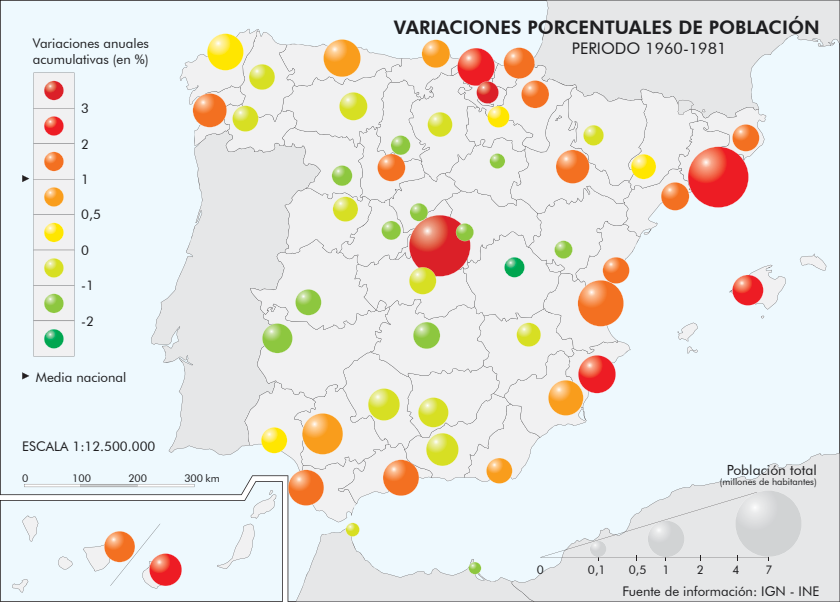 VARIACIONES PORCENTUALES DE POBLACIÓN
PERIODO 1960-1981
Variaciones anuales
acumulativas (en %)
3
2
1
0,5
0
-1
-2
Media nacional
ESCALA 1:12.500.000
0 100 200 300 km
Población total
(millones de habitantes)
0 0,1 0,5 1 2 4 7
Fuente de información: IGN - INE